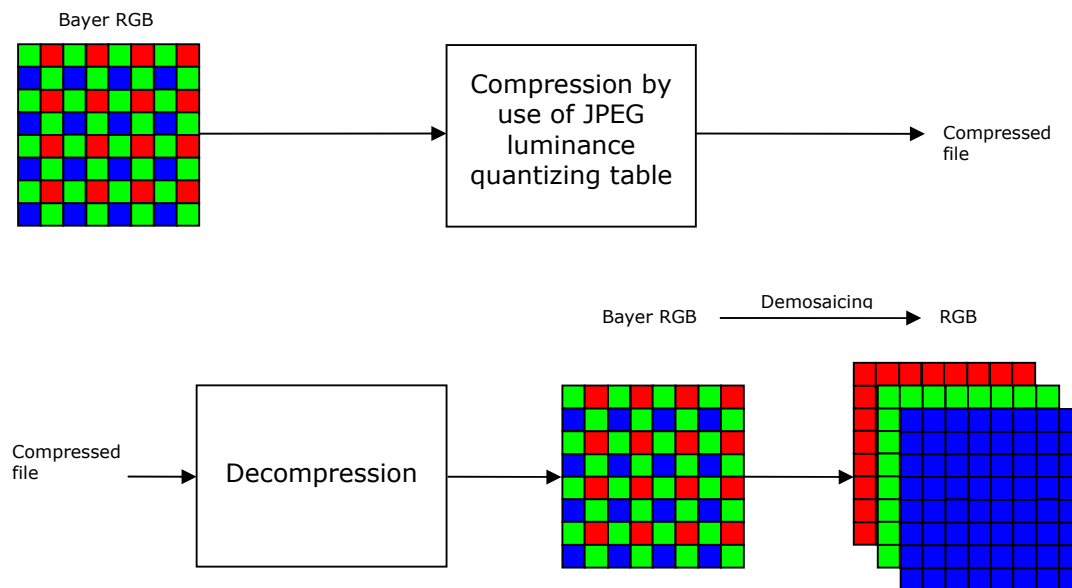 Bayer RGB
Compression by
use of JPEG
luminance
quantizing table
Compressed
file
Bayer RGB
Demosaicing
RGB
Compressed
file
Decompression